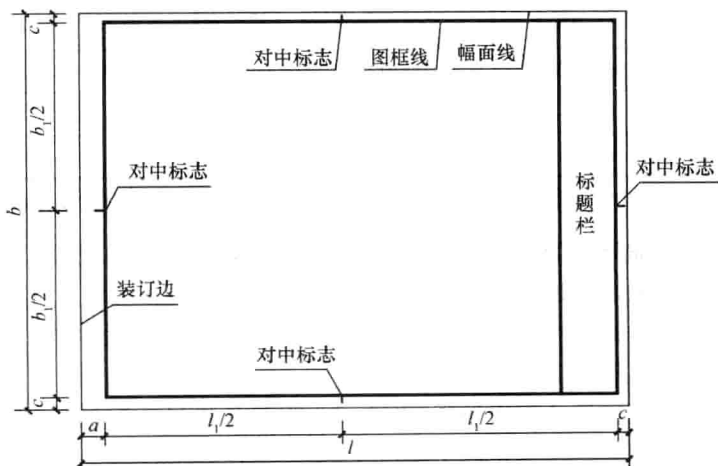 c
对中标志
图框线
幅面线
b₁/2
对中标志
对中标志
标题栏
b
b₁/2
装订边
对中标志
c
a
l₁/2
l₁/2
c
l